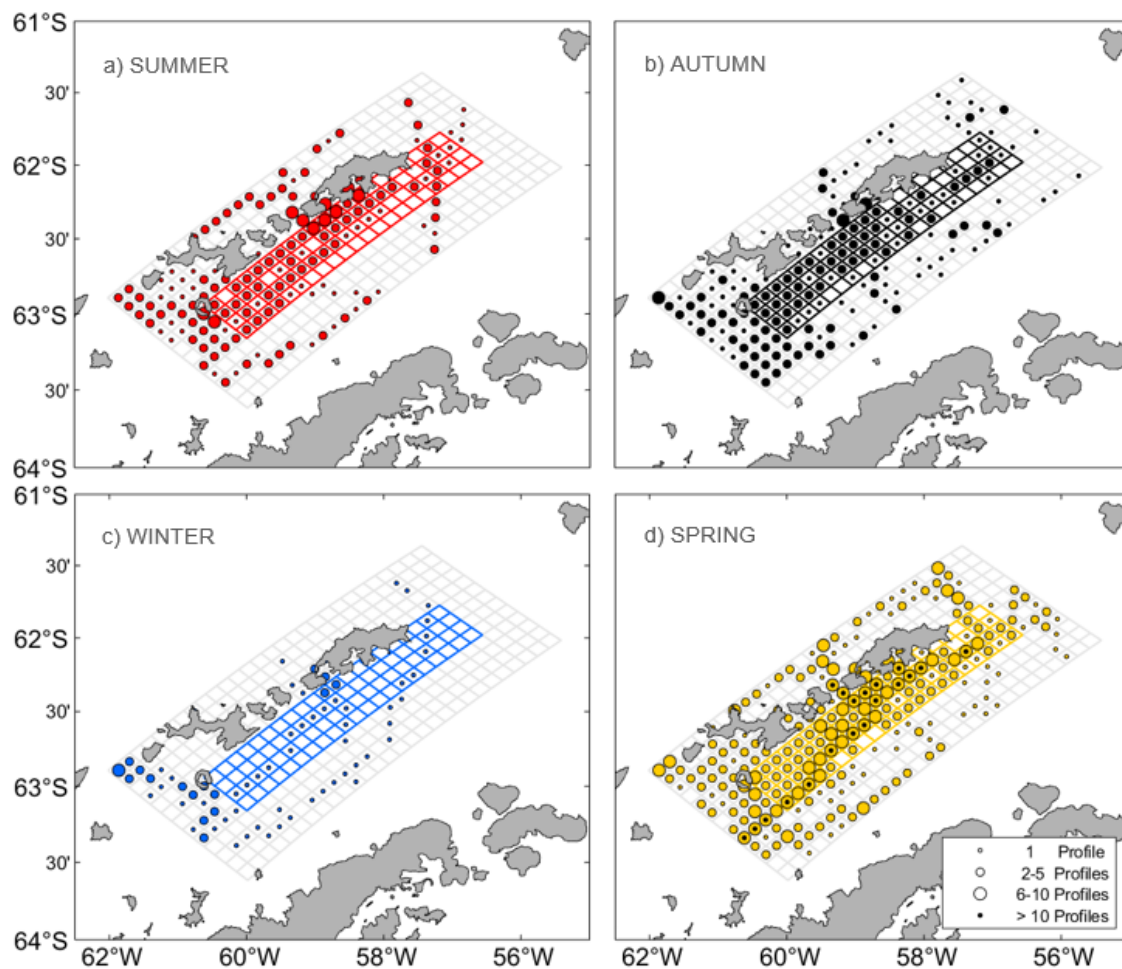 61°S
a) SUMMER
b) AUTUMN
30'
62°S
30'
63°S
30'
64°S
61°S
c) WINTER
d) SPRING
30'
62°S
30'
63°S
30'
64°S
1 Profile
2-5 Profiles
6-10 Profiles
> 10 Profiles
62°W 60°W 58°W 56°W 62°W 60°W 58°W 56°W